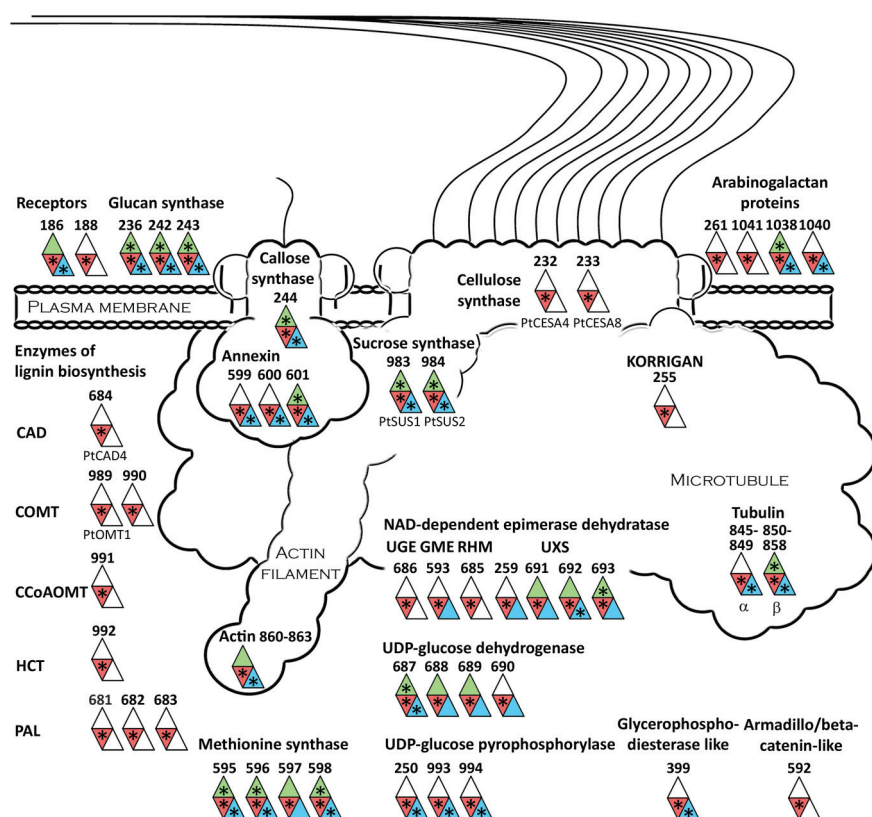 Receptors Glucan synthase
186 188 236 242 243
Arabinogalactan
proteins
261 1041 1038 1040
Callose
synthase
244
Cellulose
synthase
232 233
PtCESA4 PtCESA8
PLASMA MEMBRANE
Enzymes of
lignin biosynthesis
Annexin
599 600 601
Sucrose synthase
983 984
PtSUS1 PtSUS2
KORRIGAN
255
684
CAD
PtCAD4
989 990
COMT
PtOMT1
991
CCoAOMT
992
HCT
681 682 683
PAL
MICROTUBULE
Tubulin
845- 850-
849 858
α β
ACTIN
FILAMENT
Actin 860-863
NAD-dependent epimerase dehydratase
UGE GME RHM UXS
686 593 685 259 691 692 693
UDP-glucose dehydrogenase
687 688 689 690
Methionine synthase
595 596 597 598
UDP-glucose pyrophosphorylase
250 993 994
Glycerophospho-
diesterase like
399
Armadillo/beta-
catenin-like
592